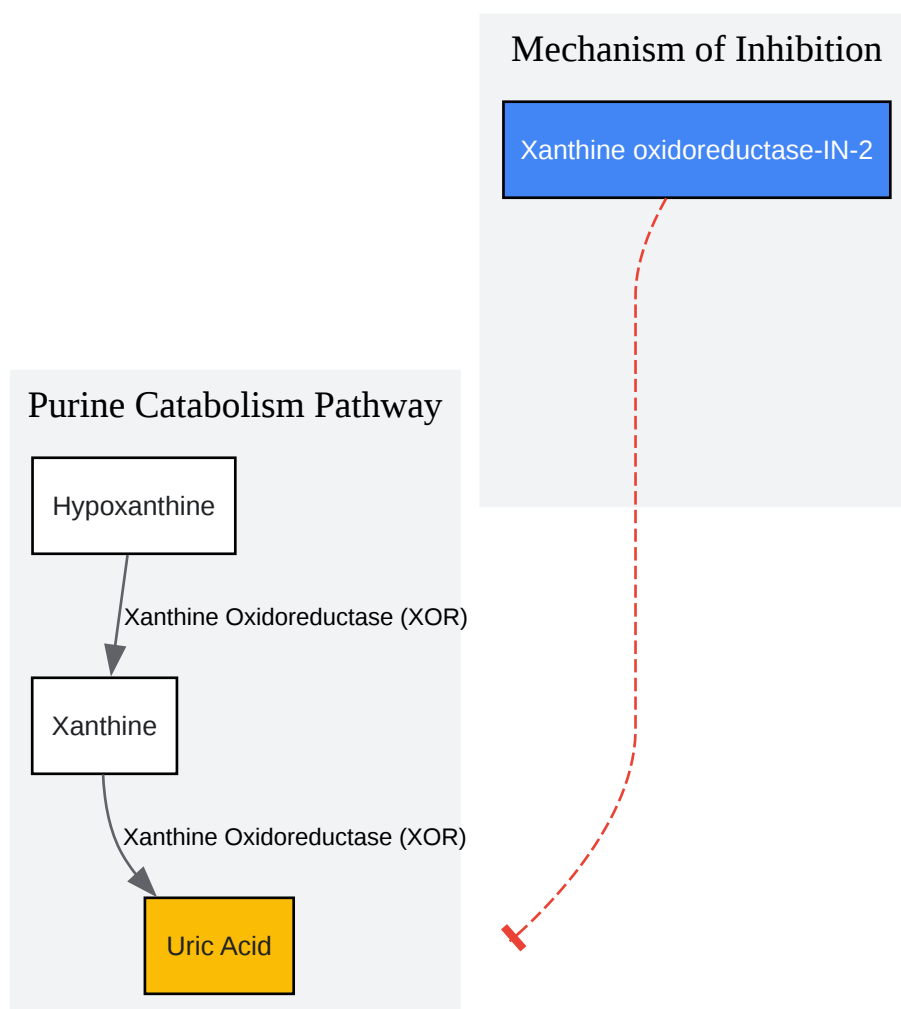 Mechanism of Inhibition
Xanthine oxidoreductase-IN-2
Purine Catabolism Pathway
Hypoxanthine
Xanthine Oxidoreductase (XOR)
Xanthine
Xanthine Oxidoreductase (XOR)
Uric Acid